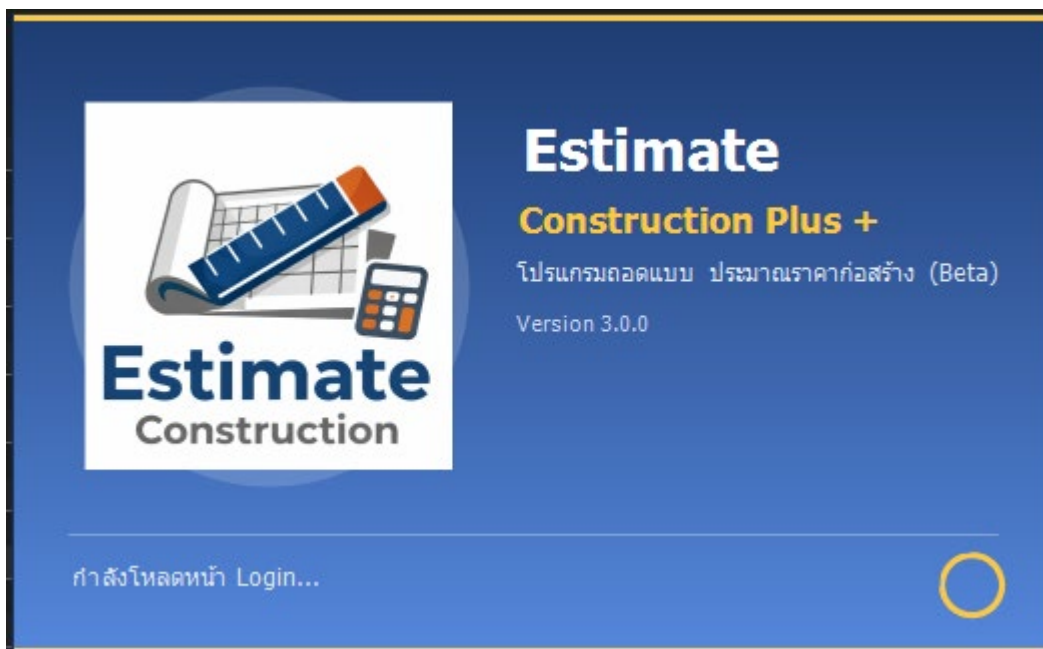 Estimate
Construction
Estimate
Construction Plus +
โปรแกรมถอดแบบ ประมาณราคาก่อสร้าง (Beta)
Version 3.0.0
กำลังโหลดหน้า Login...